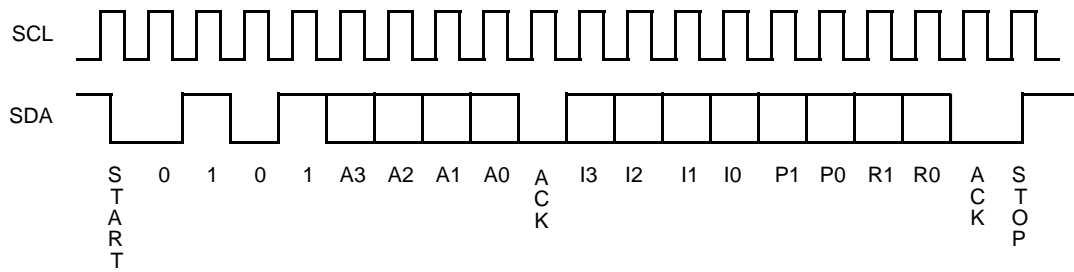 SCL
SDA
START 0 1 0 1 A3 A2 A1 A0 ACK I3 I2 I1 I0 P1 P0 R1 R0 ACK STOP